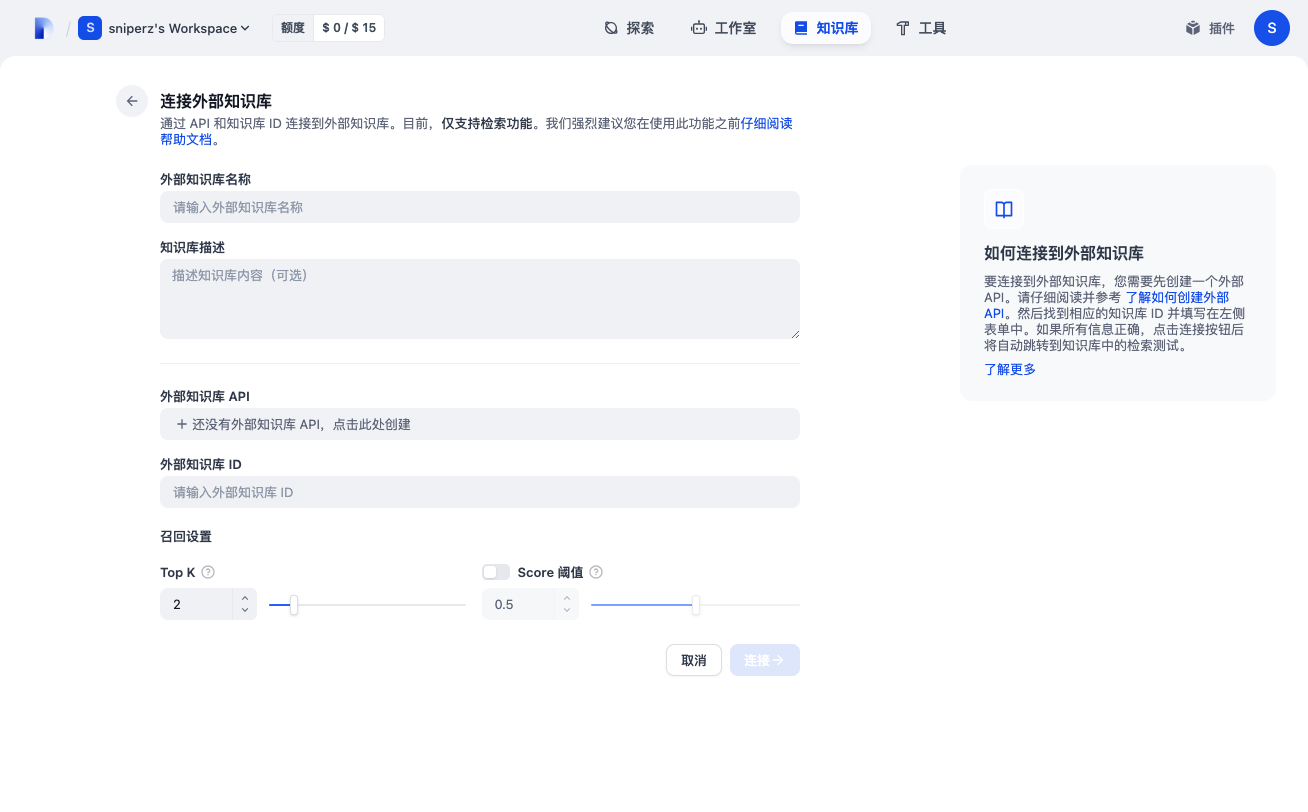 S sniperz's Workspace 额度 $ 0 / $ 15 探索 工作室 知识库 工具 插件 S
连接外部知识库
通过 API 和知识库 ID 连接到外部知识库。目前，仅支持检索功能。我们强烈建议您在使用此功能之前仔细阅读
帮助文档。
外部知识库名称
请输入外部知识库名称
知识库描述
描述知识库内容（可选）
外部知识库 API
+ 还没有外部知识库 API，点击此处创建
外部知识库 ID
请输入外部知识库 ID
召回设置
Top K ? Score 阈值 ?
2 0.5
取消 连接→
如何连接到外部知识库
要连接到外部知识库，您需要先创建一个外部
API。请仔细阅读并参考 了解如何创建外部
API。然后找到相应的知识库 ID 并填写在左侧
表单中。如果所有信息正确，点击连接按钮后
将自动跳转到知识库中的检索测试。
了解更多